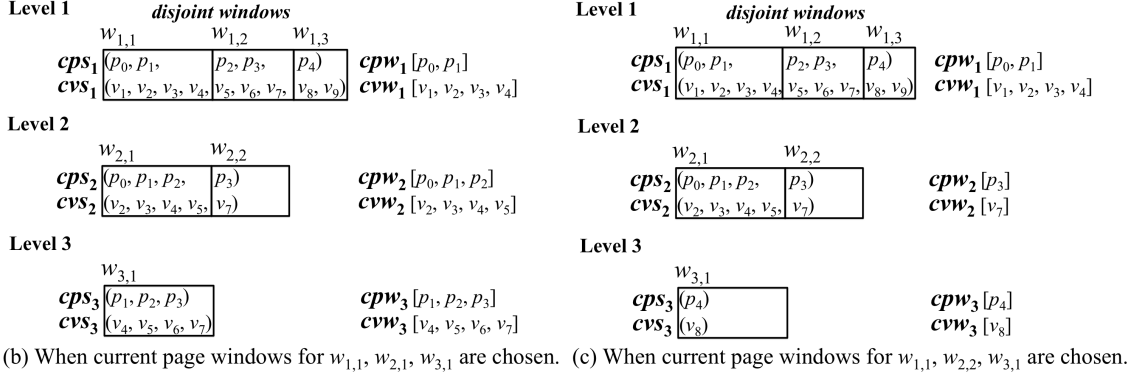 Level 1
disjoint windows
w1,1 w1,2 w1,3
cps1 (p0, p1, p2, p3, p4) cpw1 [p0, p1]
cvs1 (v1, v2, v3, v4, v5, v6, v7, v8, v9) cvw1 [v1, v2, v3, v4]
Level 2
w2,1 w2,2
cps2 (p0, p1, p2, p3) cpw2 [p0, p1, p2]
cvs2 (v2, v3, v4, v5, v7) cvw2 [v2, v3, v4, v5]
Level 3
w3,1
cps3 (p1, p2, p3) cpw3 [p1, p2, p3]
cvs3 (v4, v5, v6, v7) cvw3 [v4, v5, v6, v7]
(b) When current page windows for w1,1, w2,1, w3,1 are chosen.
Level 1
disjoint windows
w1,1 w1,2 w1,3
cps1 (p0, p1, p2, p3, p4) cpw1 [p0, p1]
cvs1 (v1, v2, v3, v4, v5, v6, v7, v8, v9) cvw1 [v1, v2, v3, v4]
Level 2
w2,1 w2,2
cps2 (p0, p1, p2, p3) cpw2 [p3]
cvs2 (v2, v3, v4, v5, v7) cvw2 [v7]
Level 3
w3,1
cps3 (p4) cpw3 [p4]
cvs3 (v8) cvw3 [v8]
(c) When current page windows for w1,1, w2,2, w3,1 are chosen.